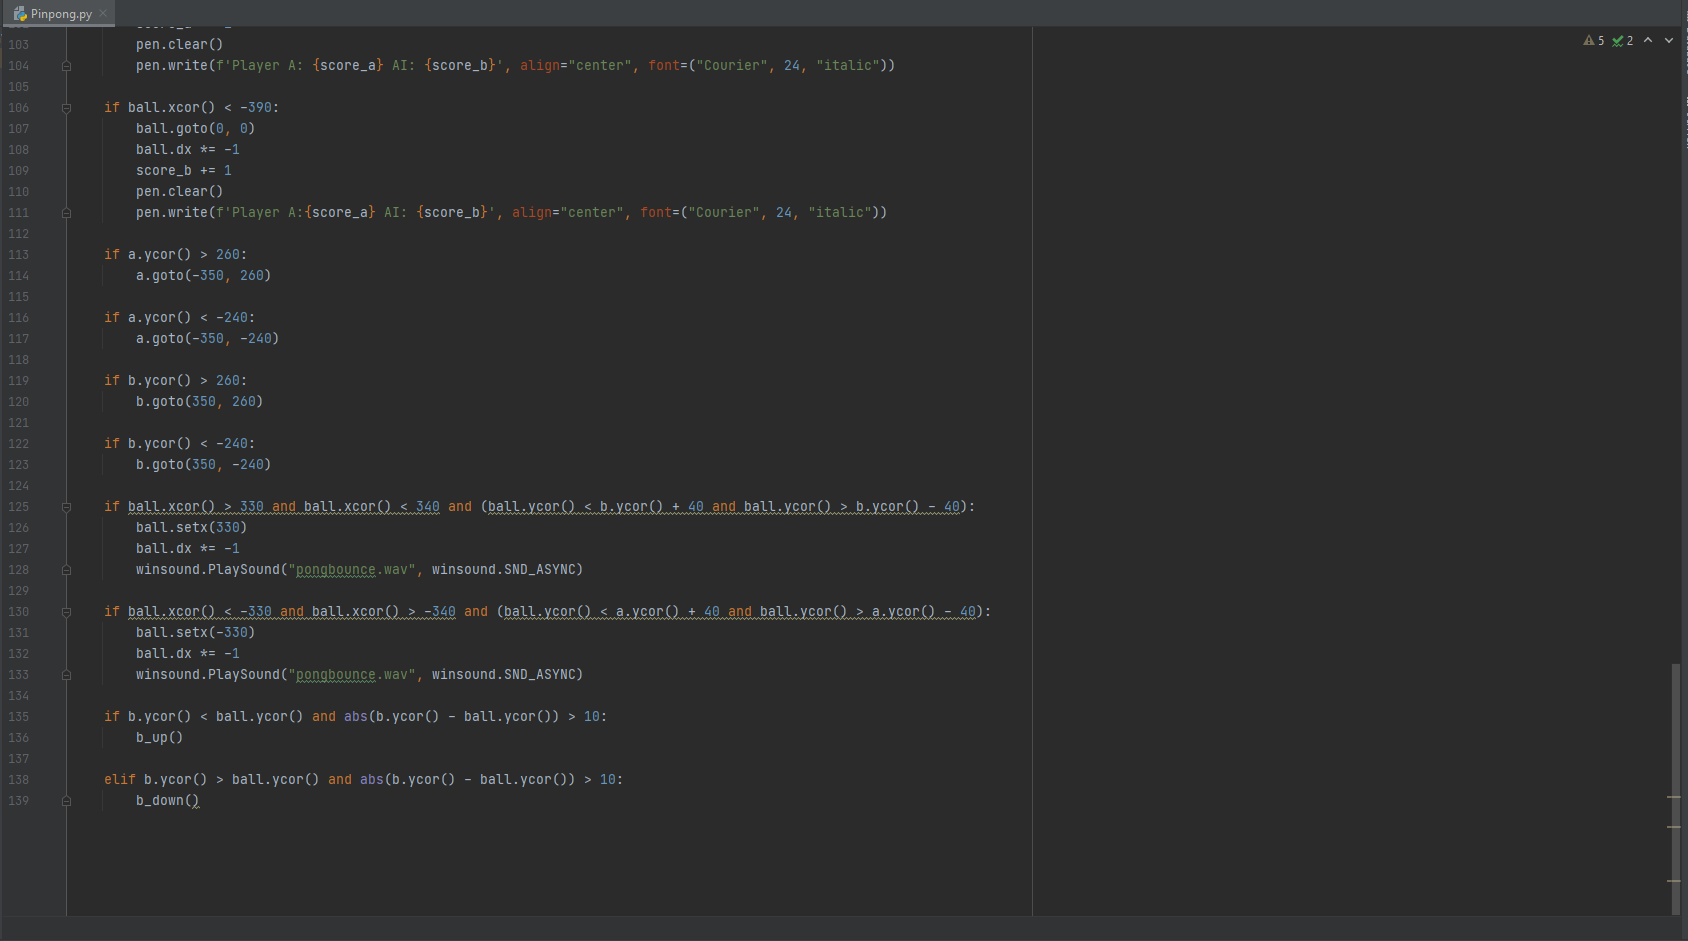 Pinpong.py
5 2
103 pen.clear()
104 pen.write(f'Player A: {score_a} AI: {score_b}', align="center", font=("Courier", 24, "italic"))
105
106 if ball.xcor() < -390:
107 ball.goto(0, 0)
108 ball.dx *= -1
109 score_b += 1
110 pen.clear()
111 pen.write(f'Player A:{score_a} AI: {score_b}', align="center", font=("Courier", 24, "italic"))
112
113 if a.ycor() > 260:
114 a.goto(-350, 260)
115
116 if a.ycor() < -240:
117 a.goto(-350, -240)
118
119 if b.ycor() > 260:
120 b.goto(350, 260)
121
122 if b.ycor() < -240:
123 b.goto(350, -240)
124
125 if ball.xcor() > 330 and ball.xcor() < 340 and (ball.ycor() < b.ycor() + 40 and ball.ycor() > b.ycor() - 40):
126 ball.setx(330)
127 ball.dx *= -1
128 winsound.PlaySound("pongbounce.wav", winsound.SND_ASYNC)
129
130 if ball.xcor() < -330 and ball.xcor() > -340 and (ball.ycor() < a.ycor() + 40 and ball.ycor() > a.ycor() - 40):
131 ball.setx(-330)
132 ball.dx *= -1
133 winsound.PlaySound("pongbounce.wav", winsound.SND_ASYNC)
134
135 if b.ycor() < ball.ycor() and abs(b.ycor() - ball.ycor()) > 10:
136 b_up()
137
138 elif b.ycor() > ball.ycor() and abs(b.ycor() - ball.ycor()) > 10:
139 b_down()